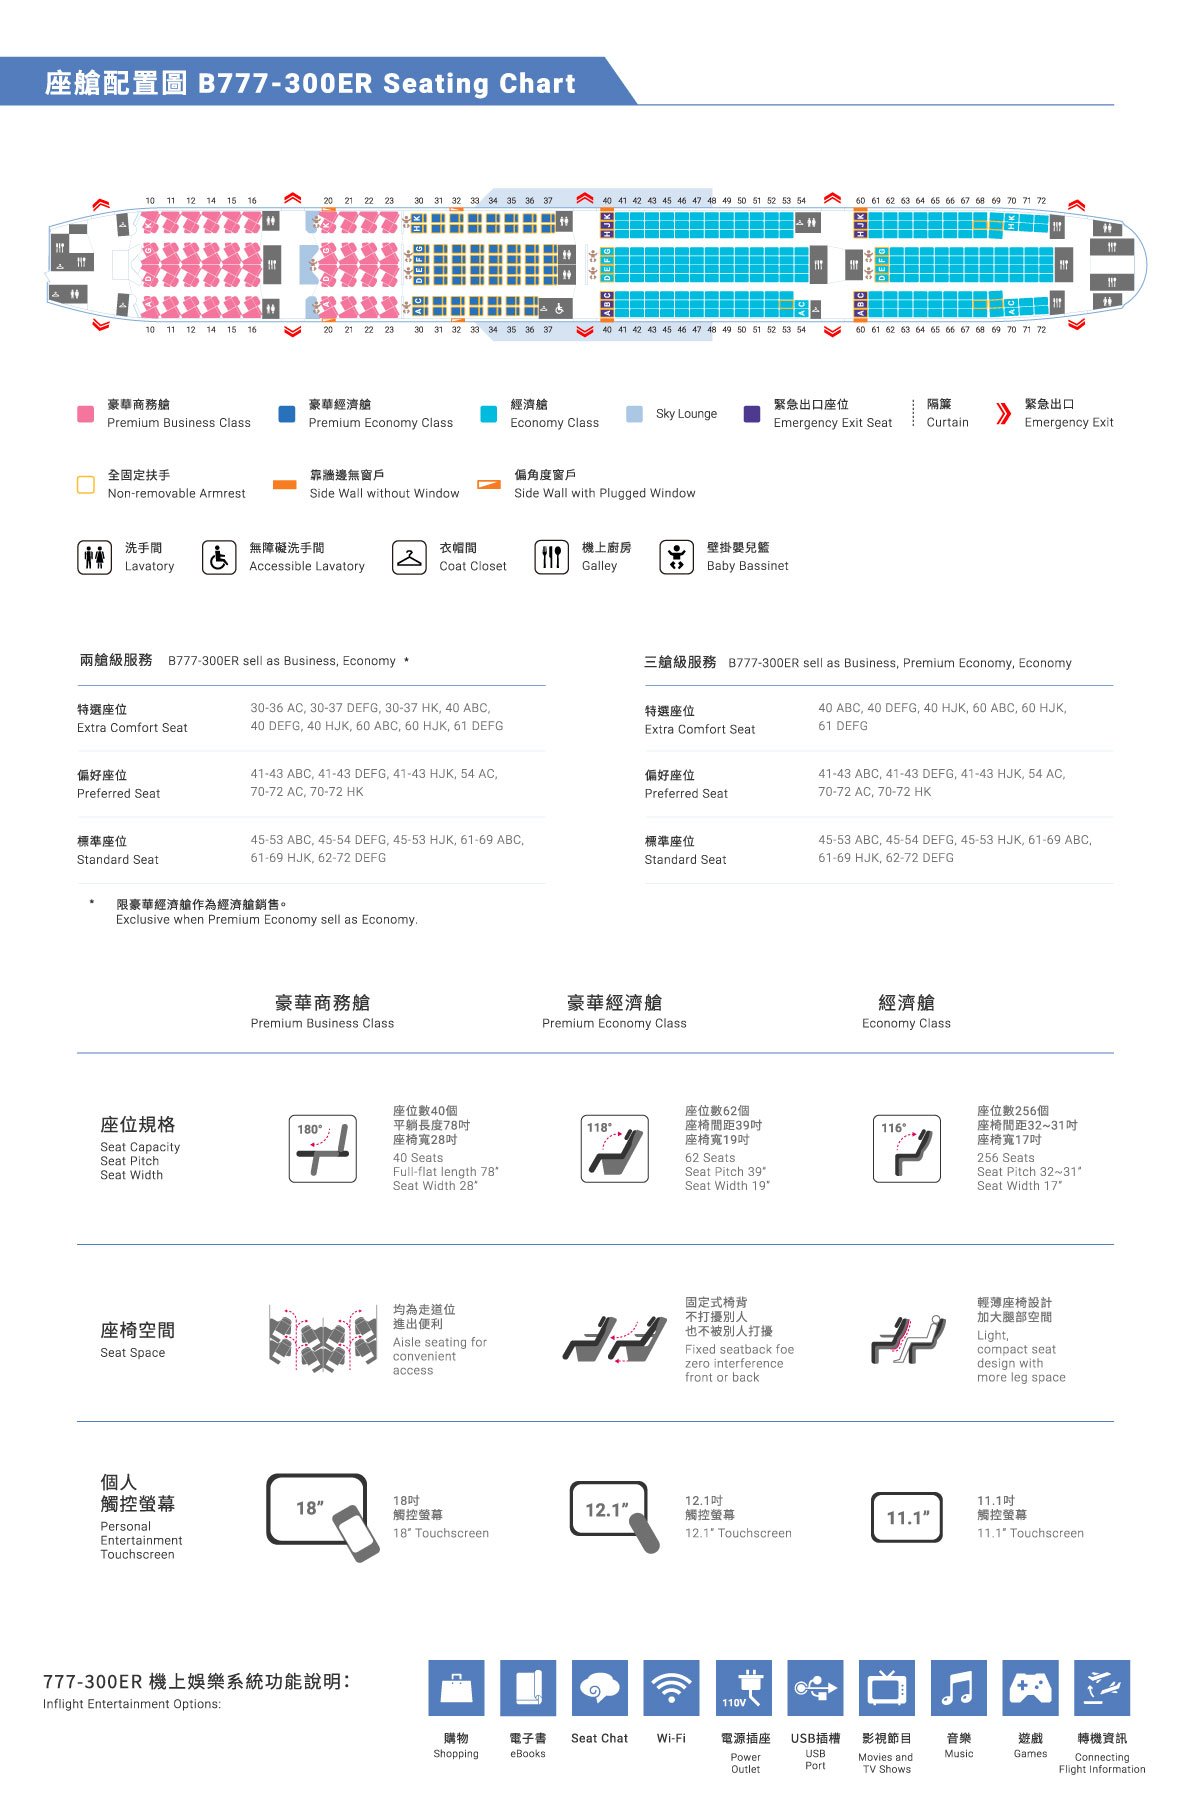 座艙配置圖 B777-300ER Seating Chart
10 11 12 14 15 16 20 21 22 23 30 31 32 33 34 35 36 37 40 41 42 43 45 46 47 48 49 50 51 52 53 54 60 61 62 63 64 65 66 67 68 69 70 71 72
K K H K H J K H J K H K
G G D E F G D E F G D E F G
D D
A A A C A B C A C A B C A C
10 11 12 14 15 16 20 21 22 23 30 31 32 33 34 35 36 37 40 41 42 43 45 46 47 48 49 50 51 52 53 54 60 61 62 63 64 65 66 67 68 69 70 71 72
豪華商務艙
Premium Business Class
豪華經濟艙
Premium Economy Class
經濟艙
Economy Class
Sky Lounge
緊急出口座位
Emergency Exit Seat
隔簾
Curtain
緊急出口
Emergency Exit
全固定扶手
Non-removable Armrest
靠牆邊無窗戶
Side Wall without Window
偏角度窗戶
Side Wall with Plugged Window
洗手間
Lavatory
無障礙洗手間
Accessible Lavatory
衣帽間
Coat Closet
機上廚房
Galley
壁掛嬰兒籃
Baby Bassinet
兩艙級服務 B777-300ER sell as Business, Economy *
特選座位
Extra Comfort Seat
30-36 AC, 30-37 DEFG, 30-37 HK, 40 ABC,
40 DEFG, 40 HJK, 60 ABC, 60 HJK, 61 DEFG
偏好座位
Preferred Seat
41-43 ABC, 41-43 DEFG, 41-43 HJK, 54 AC,
70-72 AC, 70-72 HK
標準座位
Standard Seat
45-53 ABC, 45-54 DEFG, 45-53 HJK, 61-69 ABC,
61-69 HJK, 62-72 DEFG
* 限豪華經濟艙作為經濟艙銷售。
Exclusive when Premium Economy sell as Economy.
三艙級服務 B777-300ER sell as Business, Premium Economy, Economy
特選座位
Extra Comfort Seat
40 ABC, 40 DEFG, 40 HJK, 60 ABC, 60 HJK,
61 DEFG
偏好座位
Preferred Seat
41-43 ABC, 41-43 DEFG, 41-43 HJK, 54 AC,
70-72 AC, 70-72 HK
標準座位
Standard Seat
45-53 ABC, 45-54 DEFG, 45-53 HJK, 61-69 ABC,
61-69 HJK, 62-72 DEFG
豪華商務艙
Premium Business Class
豪華經濟艙
Premium Economy Class
經濟艙
Economy Class
座位規格
Seat Capacity
Seat Pitch
Seat Width
180°
座位數40個
平躺長度78吋
座椅寬28吋
40 Seats
Full-flat length 78”
Seat Width 28”
118°
座位數62個
座椅間距39吋
座椅寬19吋
62 Seats
Seat Pitch 39”
Seat Width 19”
116°
座位數256個
座椅間距32~31吋
座椅寬17吋
256 Seats
Seat Pitch 32~31”
Seat Width 17”
座椅空間
Seat Space
均為走道位
進出便利
Aisle seating for
convenient
access
固定式椅背
不打擾別人
也不被別人打擾
Fixed seatback foe
zero interference
front or back
輕薄座椅設計
加大腿部空間
Light,
compact seat
design with
more leg space
個人
觸控螢幕
Personal
Entertainment
Touchscreen
18”
18吋
觸控螢幕
18” Touchscreen
12.1”
12.1吋
觸控螢幕
12.1” Touchscreen
11.1”
11.1吋
觸控螢幕
11.1” Touchscreen
777-300ER 機上娛樂系統功能說明：
Inflight Entertainment Options:
110V
購物
Shopping
電子書
eBooks
Seat Chat
Wi-Fi
電源插座
Power
Outlet
USB插槽
USB
Port
影視節目
Movies and
TV Shows
音樂
Music
遊戲
Games
轉機資訊
Connecting
Flight Information